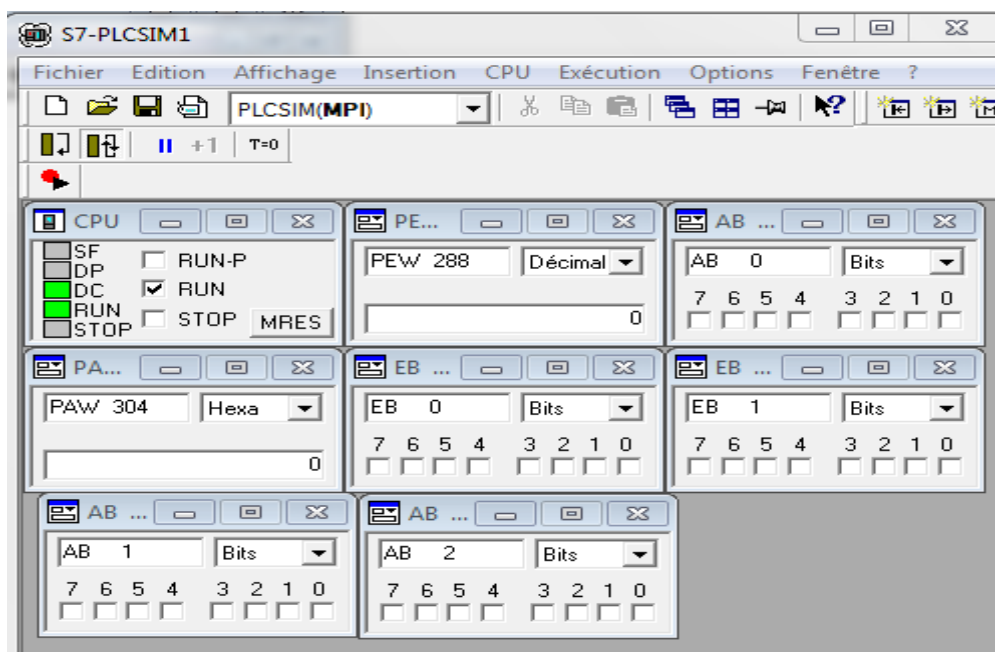 S7-PLCSIM1
Fichier Edition Affichage Insertion CPU Exécution Options Fenêtre ?
PLCSIM(MPI)
+1 T=0
CPU
SF
DP
DC
RUN
STOP
RUN-P
RUN
STOP MRES
PE...
PEW 288 Décimal
0
AB ...
AB 0 Bits
7 6 5 4 3 2 1 0
PA...
PAW 304 Hexa
0
EB ...
EB 0 Bits
7 6 5 4 3 2 1 0
EB ...
EB 1 Bits
7 6 5 4 3 2 1 0
AB ...
AB 1 Bits
7 6 5 4 3 2 1 0
AB ...
AB 2 Bits
7 6 5 4 3 2 1 0